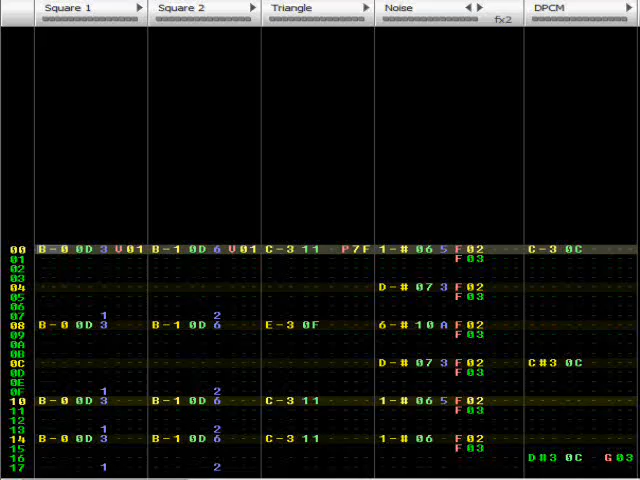 Square 1 Square 2 Triangle Noise DPCM
fx2
00 B-0 0D 3 V01 B-1 0D 6 V01 C-3 11 P7F 1-# 06 5 F02 C-3 0C
01 F03
02
03
04 D-# 07 3 F02
05 F03
06
07 1 2
08 B-0 0D 3 B-1 0D 6 E-3 0F 6-# 10 A F02
09 F03
0A
0B
0C D-# 07 3 F02 C#3 0C
0D F03
0E
0F 1 2
10 B-0 0D 3 B-1 0D 6 C-3 11 1-# 06 5 F02
11 F03
12
13 1 2
14 B-0 0D 3 B-1 0D 6 C-3 11 1-# 06 F02
15 F03
16 D#3 0C G03
17 1 2